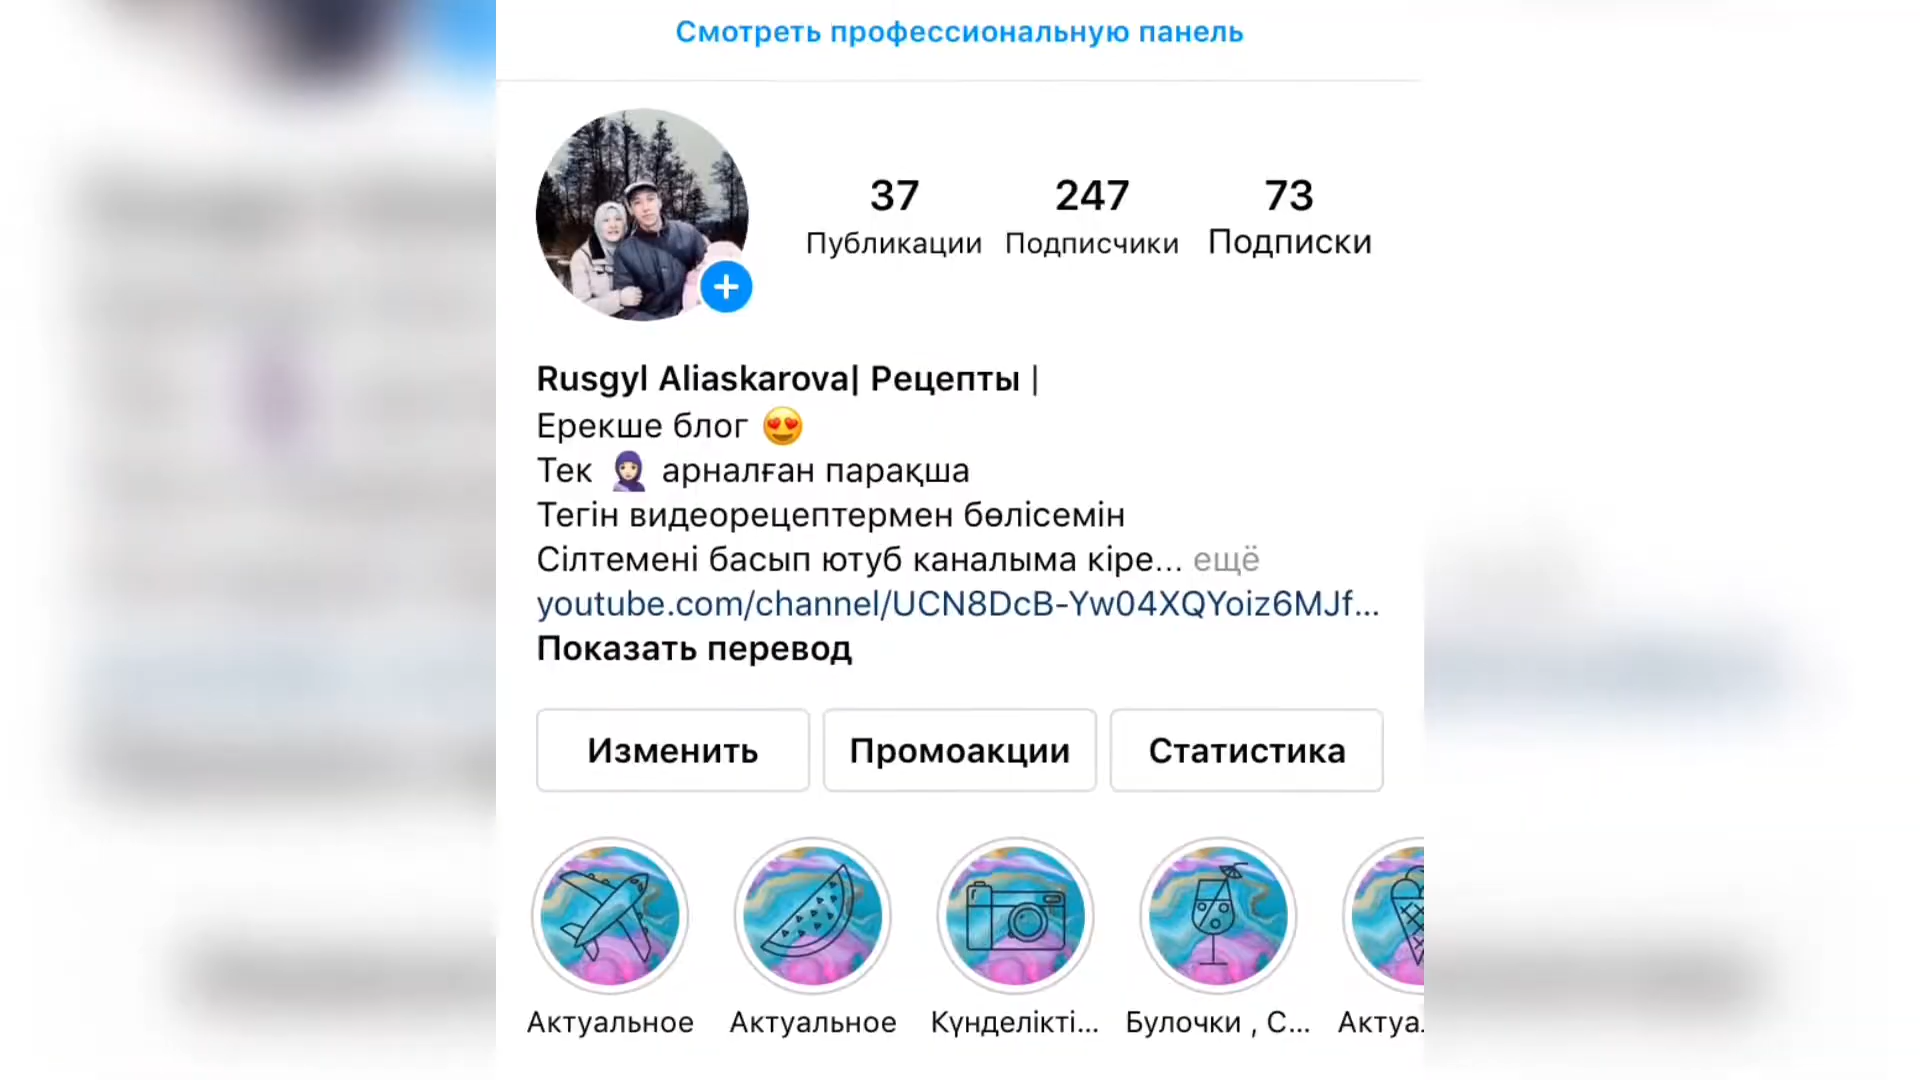 Смотреть профессиональную панель
37 247 73
Публикации Подписчики Подписки
Rusgyl Aliaskarova| Рецепты |
Ерекше блог 😍
Тек 🧕🏻 арналған парақша
Тегін видеорецептермен бөлісемін
Сілтемені басып ютуб каналыма кіре... ещё
youtube.com/channel/UCN8DcB-Yw04XQYoiz6MJf...
Показать перевод
Изменить Промоакции Статистика
Актуальное Актуальное Күнделікті... Булочки , С... Актуа